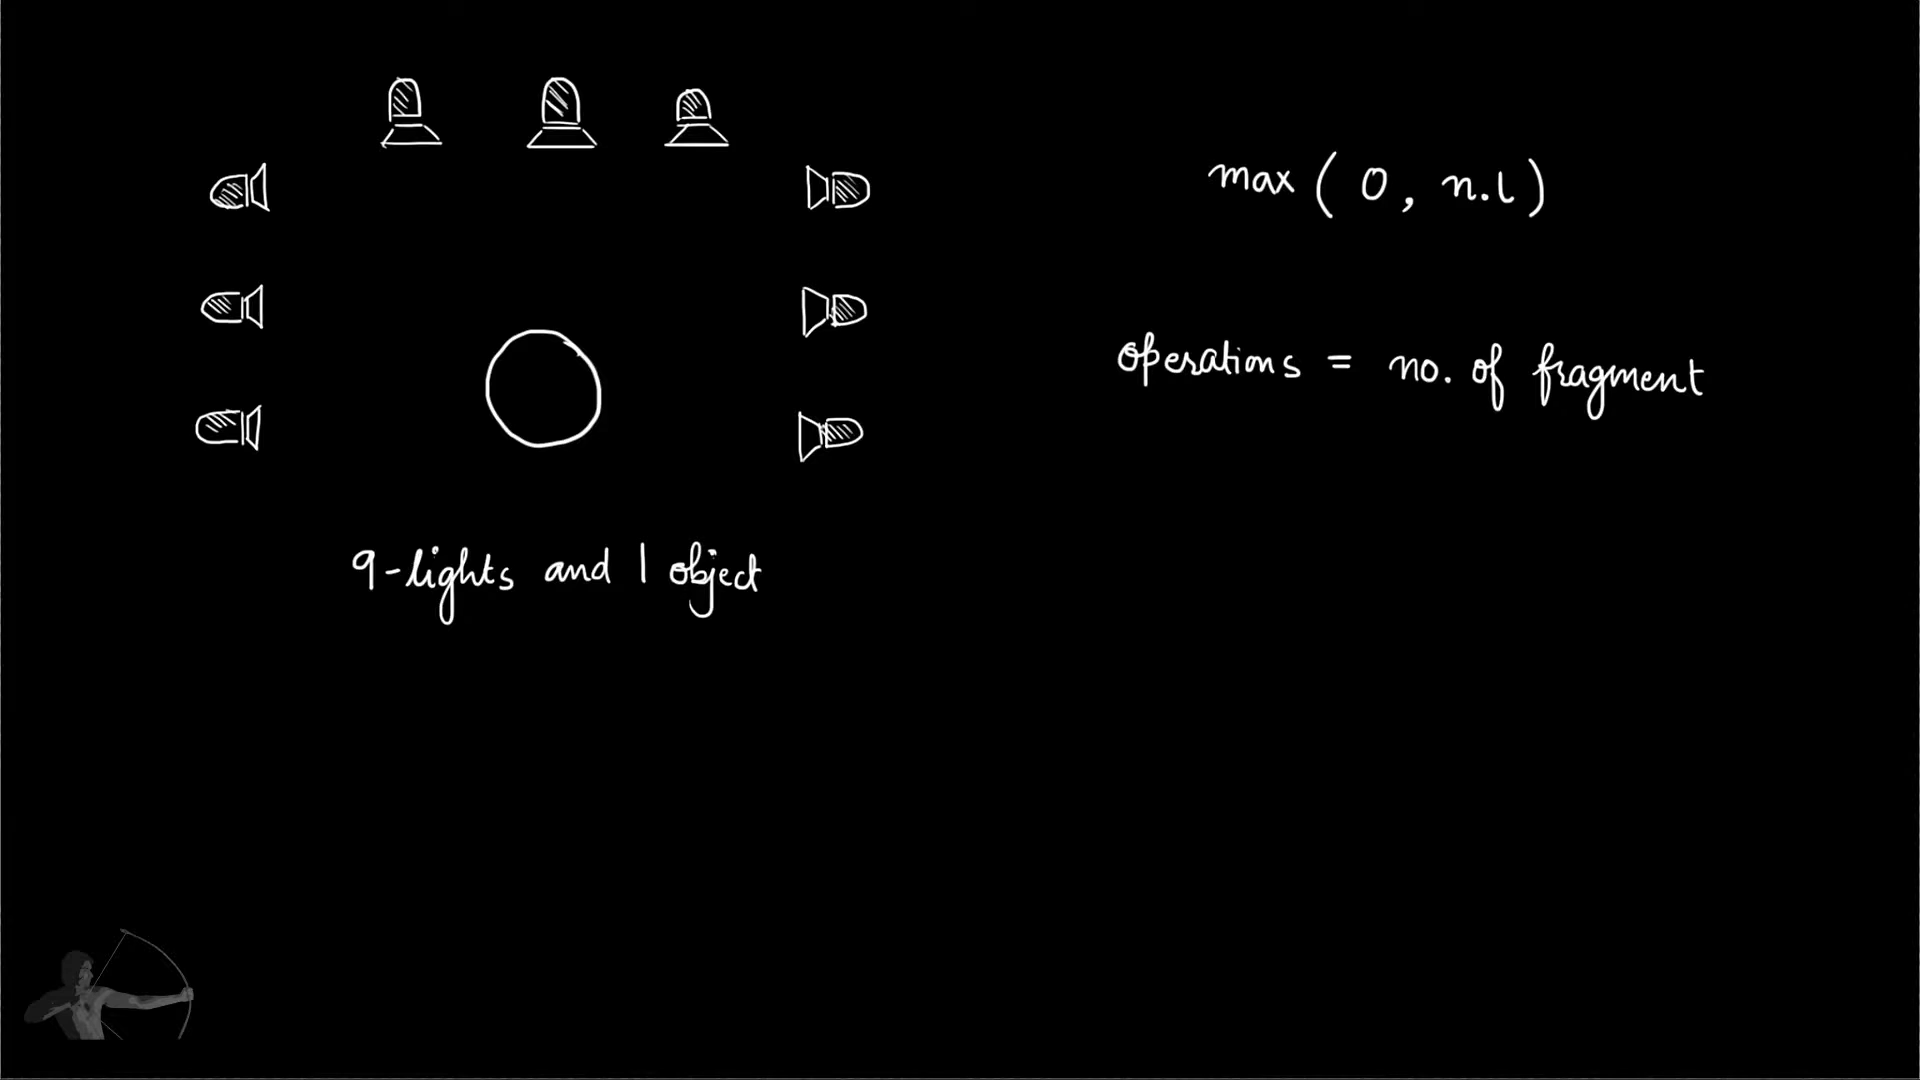 max ( 0, n.l )
operations = no. of fragment
9-lights and 1 object